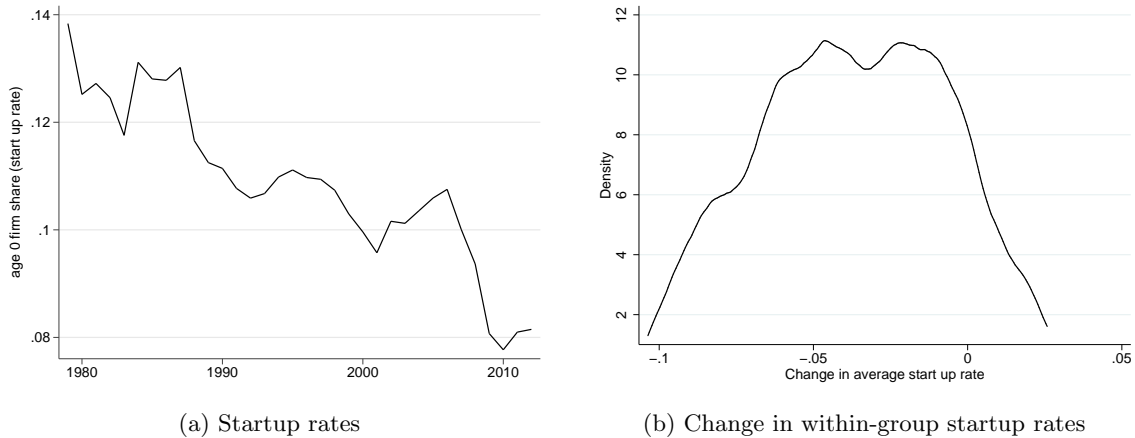 .14
.12
.1
.08
age 0 firm share (start up rate)
1980 1990 2000 2010
(a) Startup rates
12
10
8
6
4
2
Density
−.1 −.05 0 .05
Change in average start up rate
(b) Change in within-group startup rates